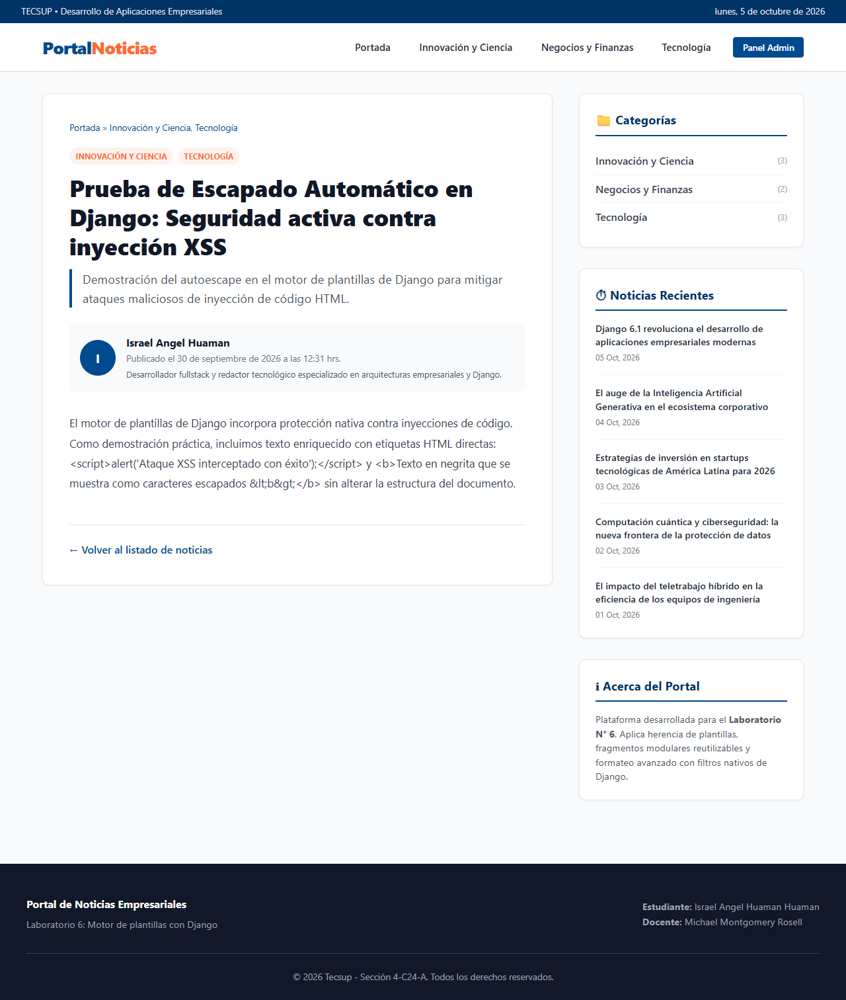 TECSUP • Desarrollo de Aplicaciones Empresariales
lunes, 5 de octubre de 2026
PortalNoticias
Portada
Innovación y Ciencia
Negocios y Finanzas
Tecnología
Panel Admin
Portada » Innovación y Ciencia, Tecnología
INNOVACIÓN Y CIENCIA
TECNOLOGÍA
Prueba de Escapado Automático en
Django: Seguridad activa contra
inyección XSS
Demostración del autoescape en el motor de plantillas de Django para mitigar
ataques maliciosos de inyección de código HTML.
I
Israel Angel Huaman
Publicado el 30 de septiembre de 2026 a las 12:31 hrs.
Desarrollador fullstack y redactor tecnológico especializado en arquitecturas empresariales y Django.
El motor de plantillas de Django incorpora protección nativa contra inyecciones de código.
Como demostración práctica, incluimos texto enriquecido con etiquetas HTML directas:
<script>alert('Ataque XSS interceptado con éxito');</script> y <b>Texto en negrita que se
muestra como caracteres escapados &lt;b&gt;</b> sin alterar la estructura del documento.
← Volver al listado de noticias
Categorías
Innovación y Ciencia (3)
Negocios y Finanzas (2)
Tecnología (3)
Noticias Recientes
Django 6.1 revoluciona el desarrollo de
aplicaciones empresariales modernas
05 Oct, 2026
El auge de la Inteligencia Artificial
Generativa en el ecosistema corporativo
04 Oct, 2026
Estrategias de inversión en startups
tecnológicas de América Latina para 2026
03 Oct, 2026
Computación cuántica y ciberseguridad: la
nueva frontera de la protección de datos
02 Oct, 2026
El impacto del teletrabajo híbrido en la
eficiencia de los equipos de ingeniería
01 Oct, 2026
ℹ Acerca del Portal
Plataforma desarrollada para el Laboratorio
N° 6. Aplica herencia de plantillas,
fragmentos modulares reutilizables y
formateo avanzado con filtros nativos de
Django.
Portal de Noticias Empresariales
Laboratorio 6: Motor de plantillas con Django
Estudiante: Israel Angel Huaman Huaman
Docente: Michael Montgomery Rosell
© 2026 Tecsup - Sección 4-C24-A. Todos los derechos reservados.